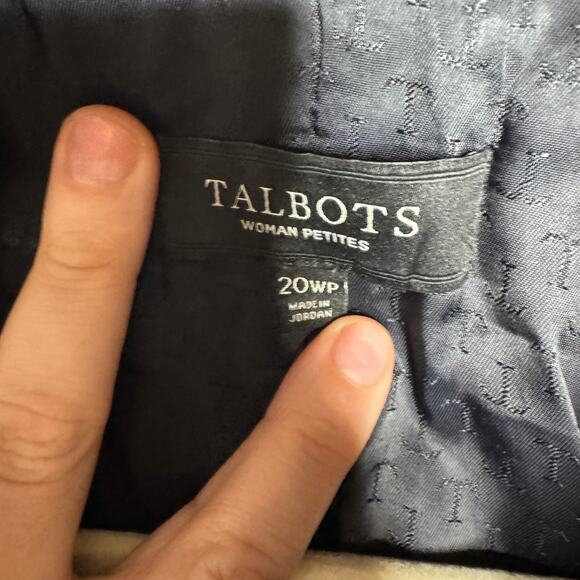 TALBOTS
WOMAN PETITES
20WP
MADE IN
JORDAN